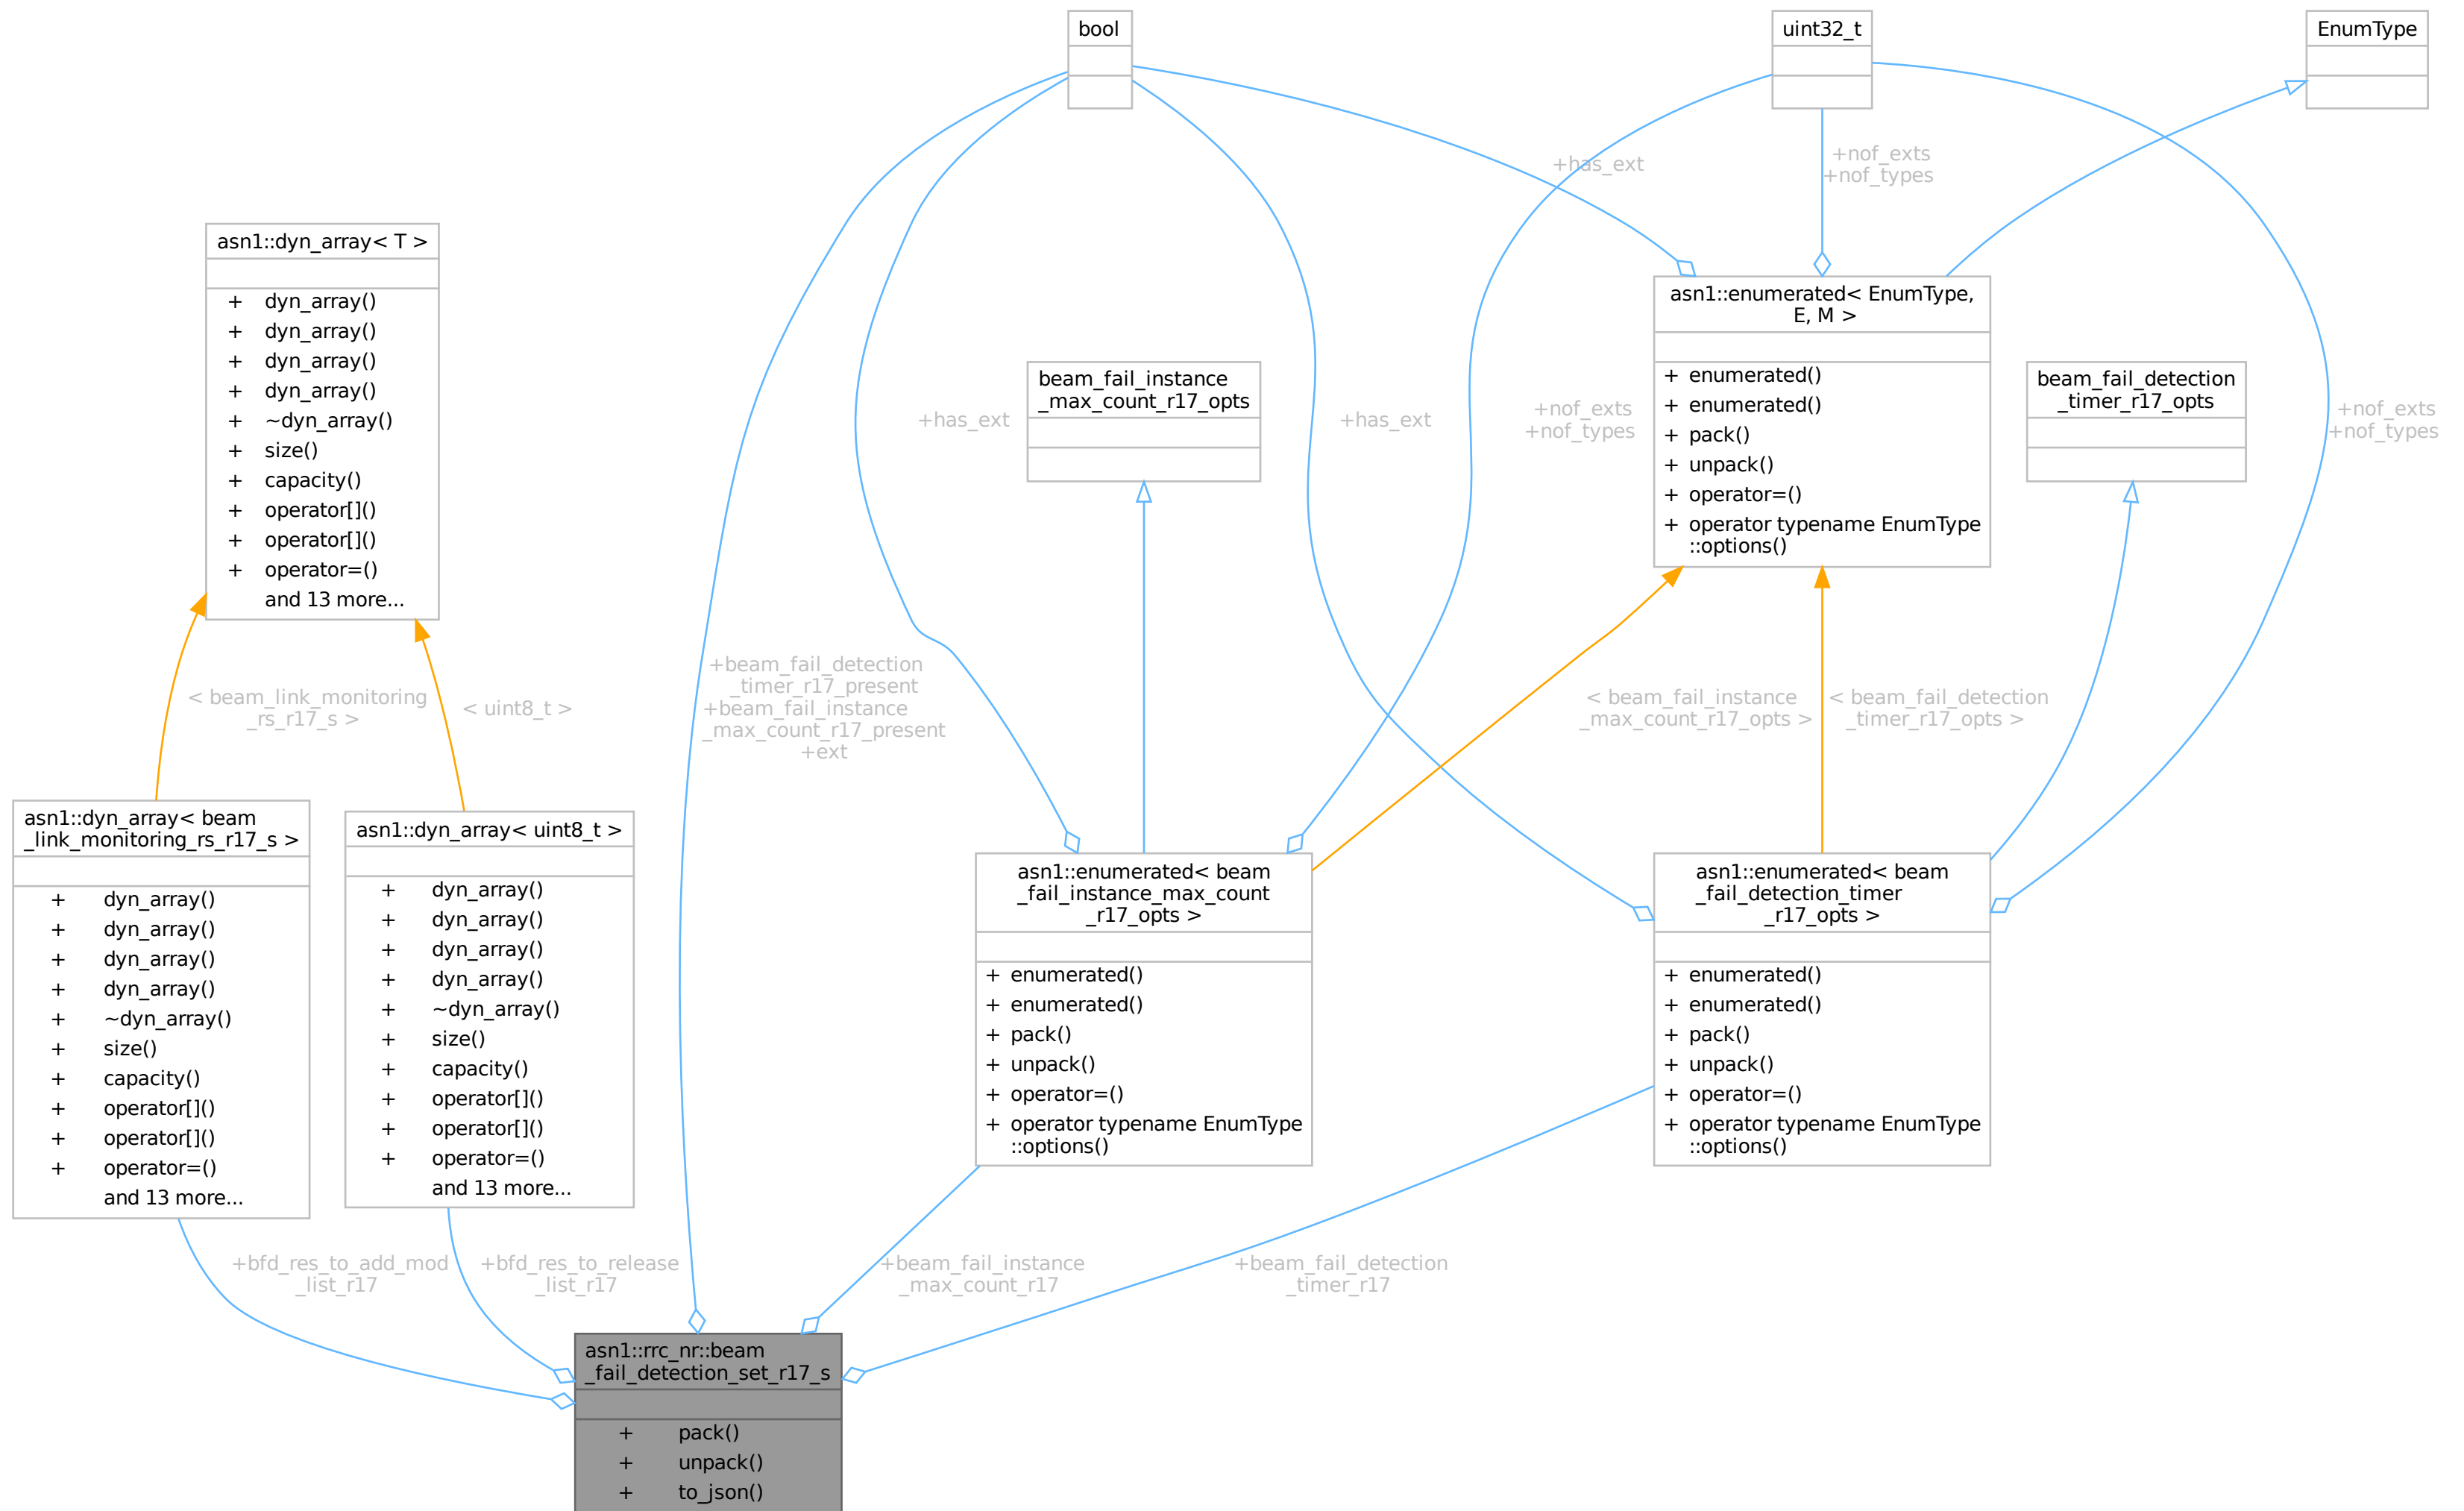 bool
uint32_t
EnumType
+has_ext
+nof_exts
+nof_types
asn1::dyn_array< T >
+ dyn_array()
+ dyn_array()
+ dyn_array()
+ dyn_array()
+ ~dyn_array()
+ size()
+ capacity()
+ operator[]()
+ operator[]()
+ operator=()
and 13 more...
asn1::enumerated< EnumType,
E, M >
+ enumerated()
+ enumerated()
+ pack()
+ unpack()
+ operator=()
+ operator typename EnumType
::options()
beam_fail_instance
_max_count_r17_opts
beam_fail_detection
_timer_r17_opts
+has_ext
+has_ext
+nof_exts
+nof_types
+nof_exts
+nof_types
< beam_link_monitoring
_rs_r17_s >
< uint8_t >
+beam_fail_detection
_timer_r17_present
+beam_fail_instance
_max_count_r17_present
+ext
< beam_fail_instance
_max_count_r17_opts >
< beam_fail_detection
_timer_r17_opts >
asn1::dyn_array< beam
_link_monitoring_rs_r17_s >
+ dyn_array()
+ dyn_array()
+ dyn_array()
+ dyn_array()
+ ~dyn_array()
+ size()
+ capacity()
+ operator[]()
+ operator[]()
+ operator=()
and 13 more...
asn1::dyn_array< uint8_t >
+ dyn_array()
+ dyn_array()
+ dyn_array()
+ dyn_array()
+ ~dyn_array()
+ size()
+ capacity()
+ operator[]()
+ operator[]()
+ operator=()
and 13 more...
asn1::enumerated< beam
_fail_instance_max_count
_r17_opts >
+ enumerated()
+ enumerated()
+ pack()
+ unpack()
+ operator=()
+ operator typename EnumType
::options()
asn1::enumerated< beam
_fail_detection_timer
_r17_opts >
+ enumerated()
+ enumerated()
+ pack()
+ unpack()
+ operator=()
+ operator typename EnumType
::options()
+bfd_res_to_add_mod
_list_r17
+bfd_res_to_release
_list_r17
+beam_fail_instance
_max_count_r17
+beam_fail_detection
_timer_r17
asn1::rrc_nr::beam
_fail_detection_set_r17_s
+ pack()
+ unpack()
+ to_json()